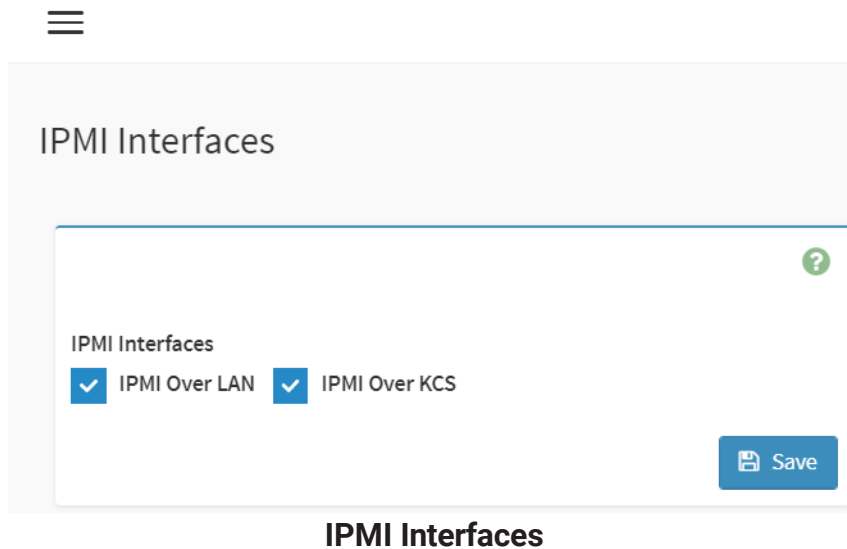 IPMI Interfaces
?
IPMI Interfaces
IPMI Over LAN IPMI Over KCS
Save
IPMI Interfaces